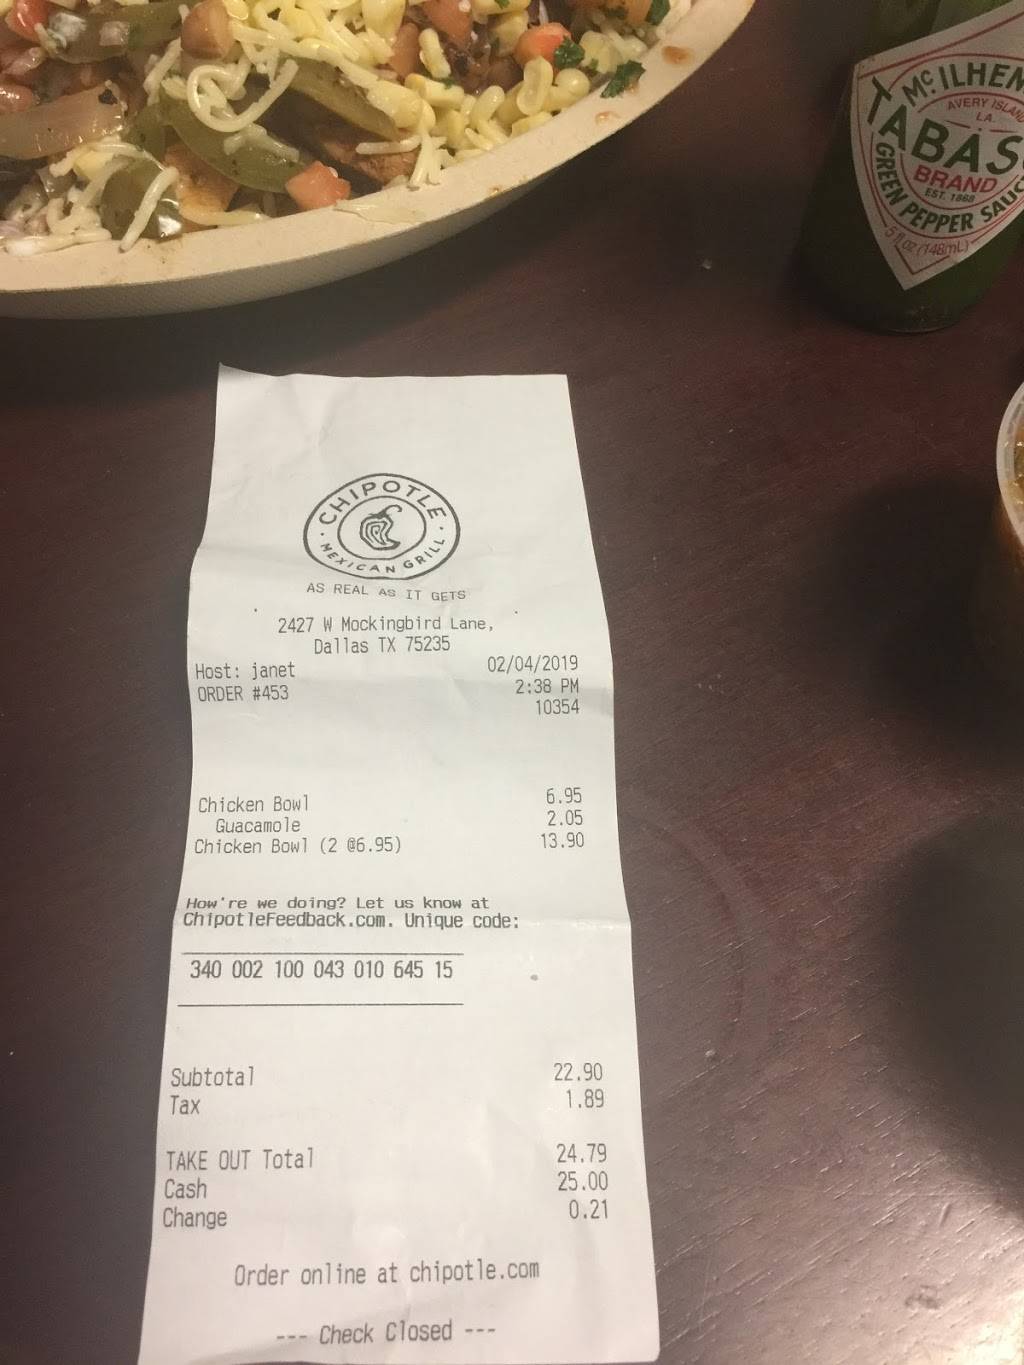 McILHEN
AVERY ISLAND
LA.
TABAS
BRAND
EST. 1868
GREEN PEPPER SAUC
5 fl oz (148mL)
CHIPOTLE
MEXICAN GRILL
AS REAL AS IT GETS
2427 W Mockingbird Lane,
Dallas TX 75235
Host: janet 02/04/2019
ORDER #453 2:38 PM
10354
Chicken Bowl 6.95
Guacamole 2.05
Chicken Bowl (2 @6.95) 13.90
How're we doing? Let us know at
ChipotleFeedback.com. Unique code:
340 002 100 043 010 645 15
Subtotal 22.90
Tax 1.89
TAKE OUT Total 24.79
Cash 25.00
Change 0.21
Order online at chipotle.com
--- Check Closed ---